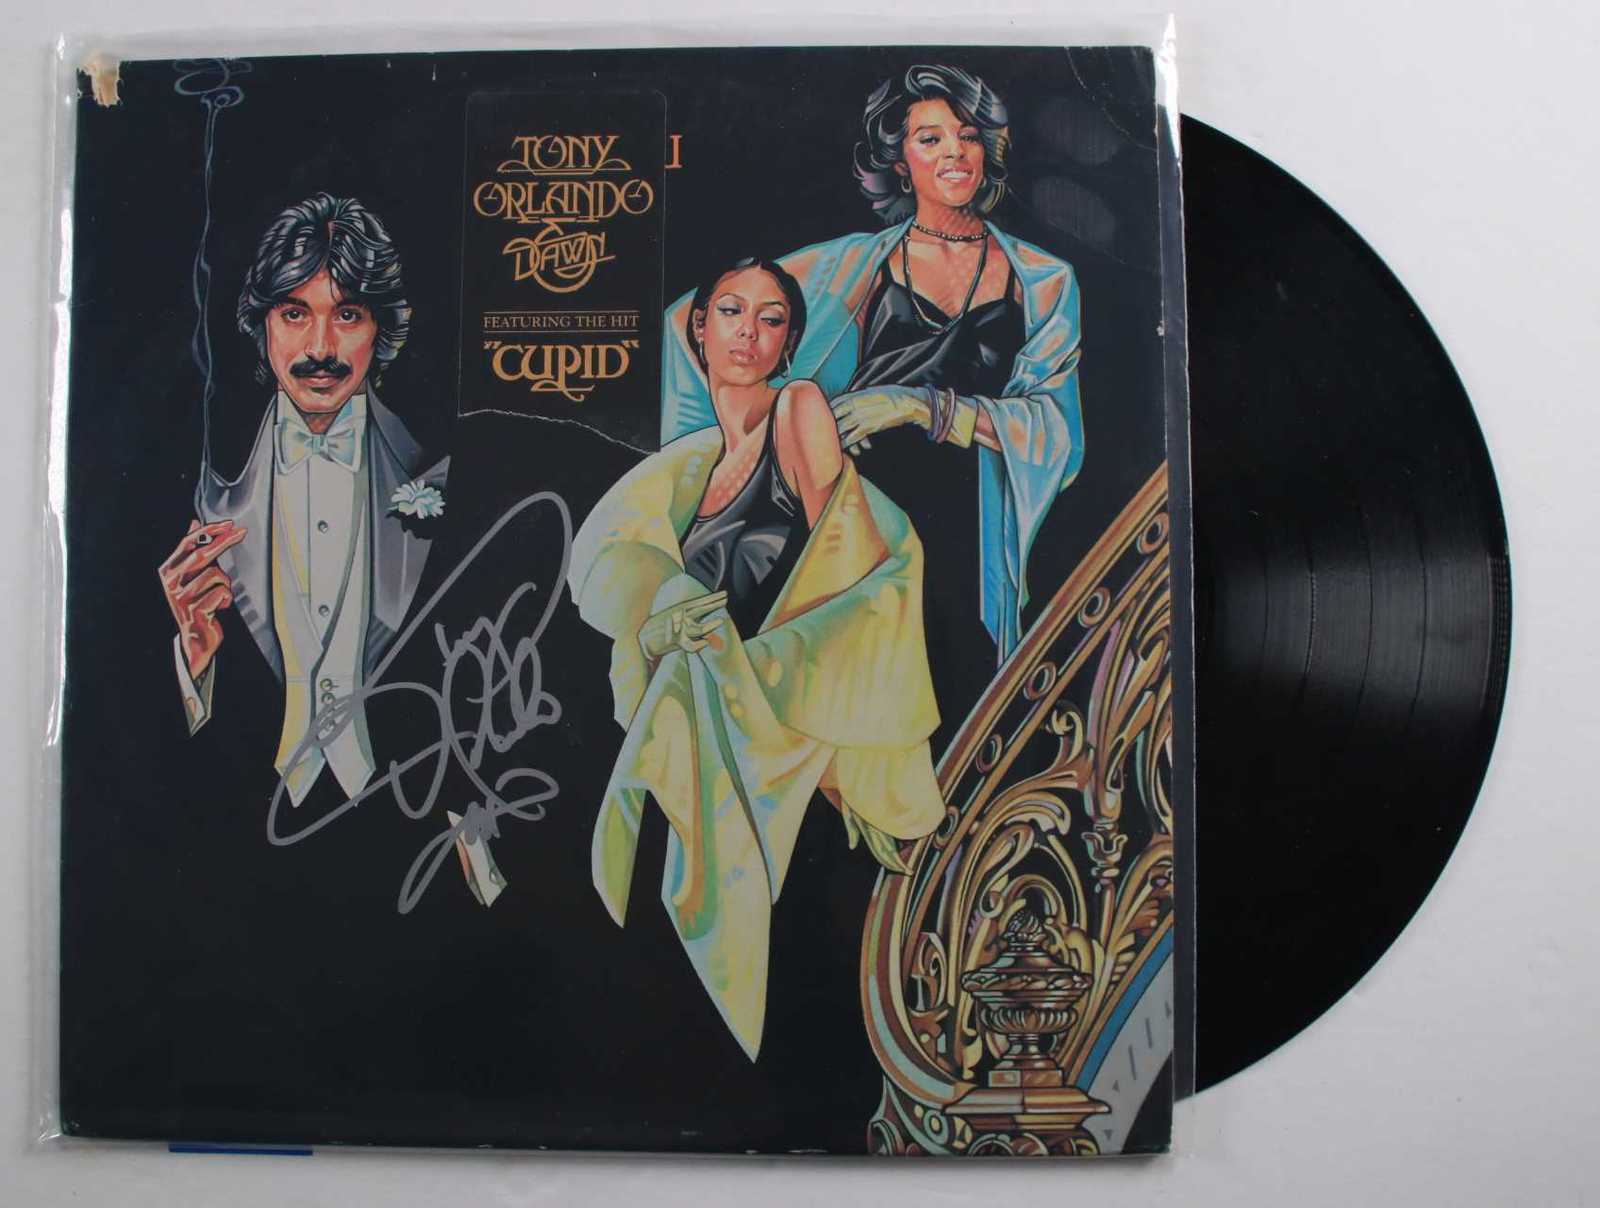 TONY
ORLANDO
& DAWN
I
FEATURING THE HIT
"CUPID"